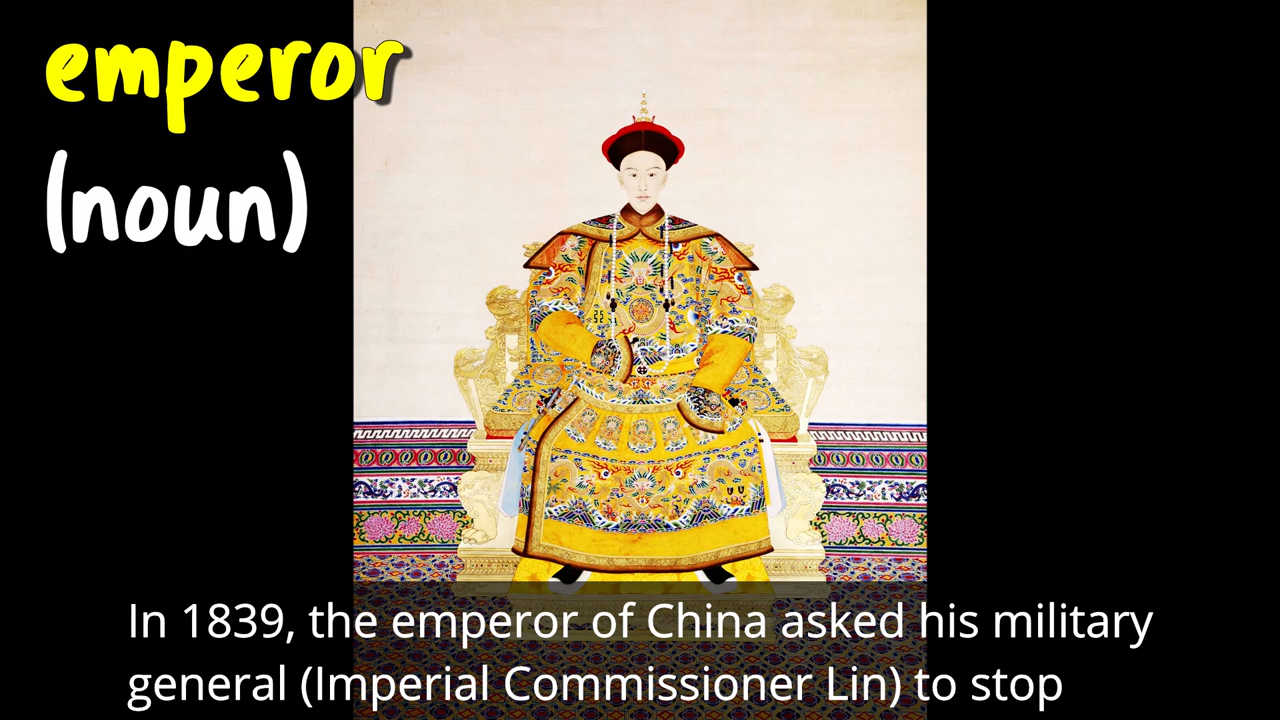 emperor
(noun)
In 1839, the emperor of China asked his military
general (Imperial Commissioner Lin) to stop